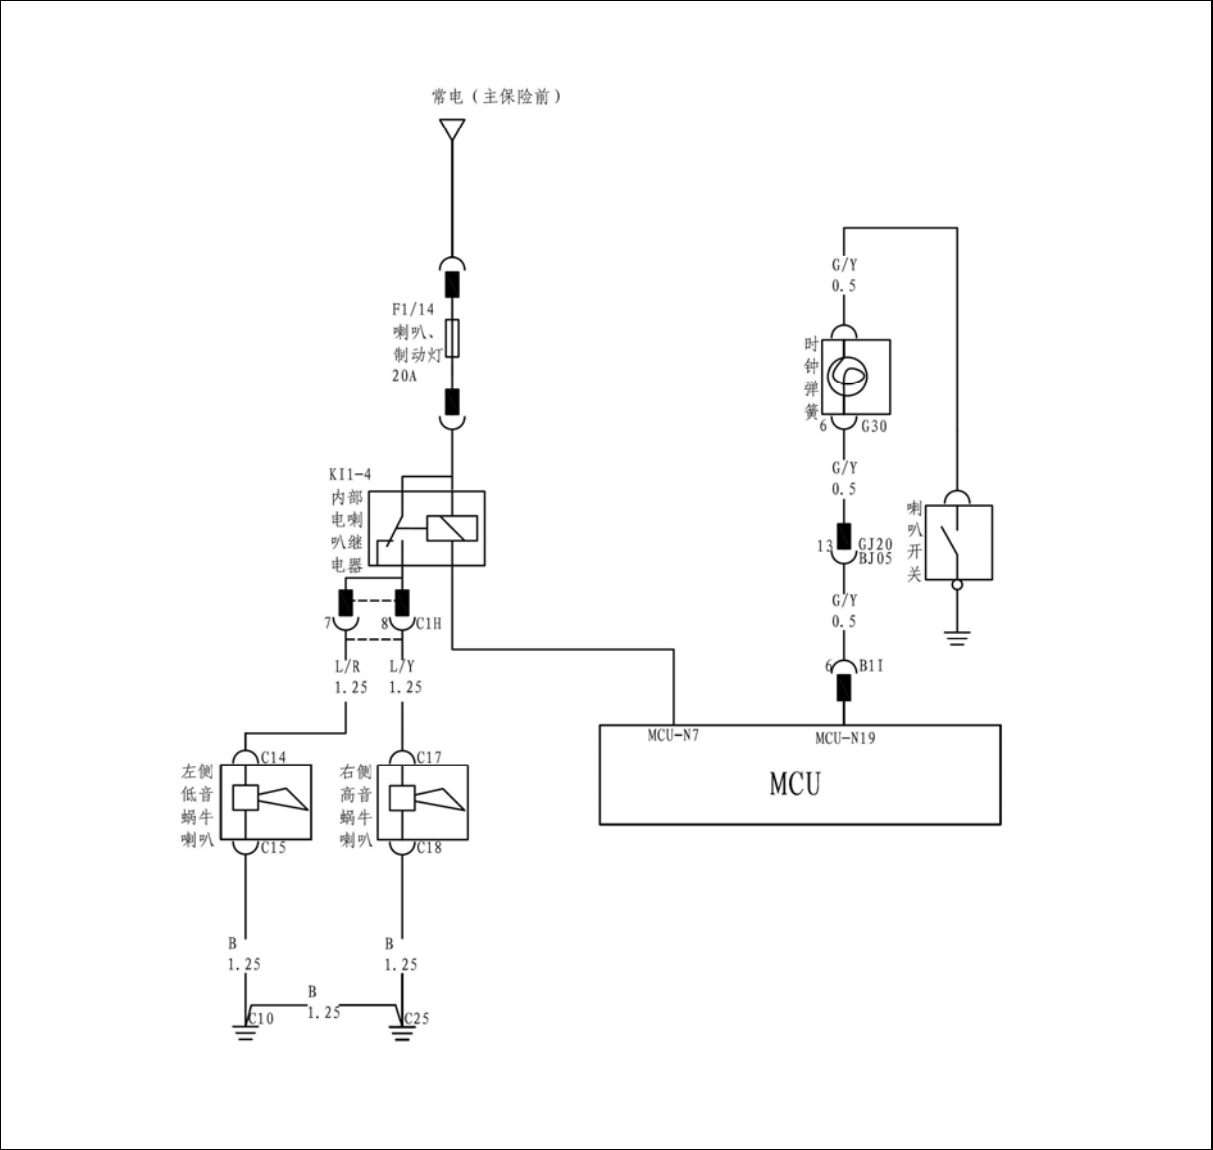 常电（主保险前）
F1/14
喇叭、
制动灯
20A
KI1-4
内部
电喇
叭继
电器
7
8
C1H
L/R
1.25
L/Y
1.25
C14
左侧
低音
蜗牛
喇叭
C15
C17
右侧
高音
蜗牛
喇叭
C18
B
1.25
B
1.25
B
1.25
C10
C25
G/Y
0.5
时
钟
弹
簧
6
G30
G/Y
0.5
13
GJ20
BJ05
喇
叭
开
关
G/Y
0.5
6
B1I
MCU-N7
MCU-N19
MCU